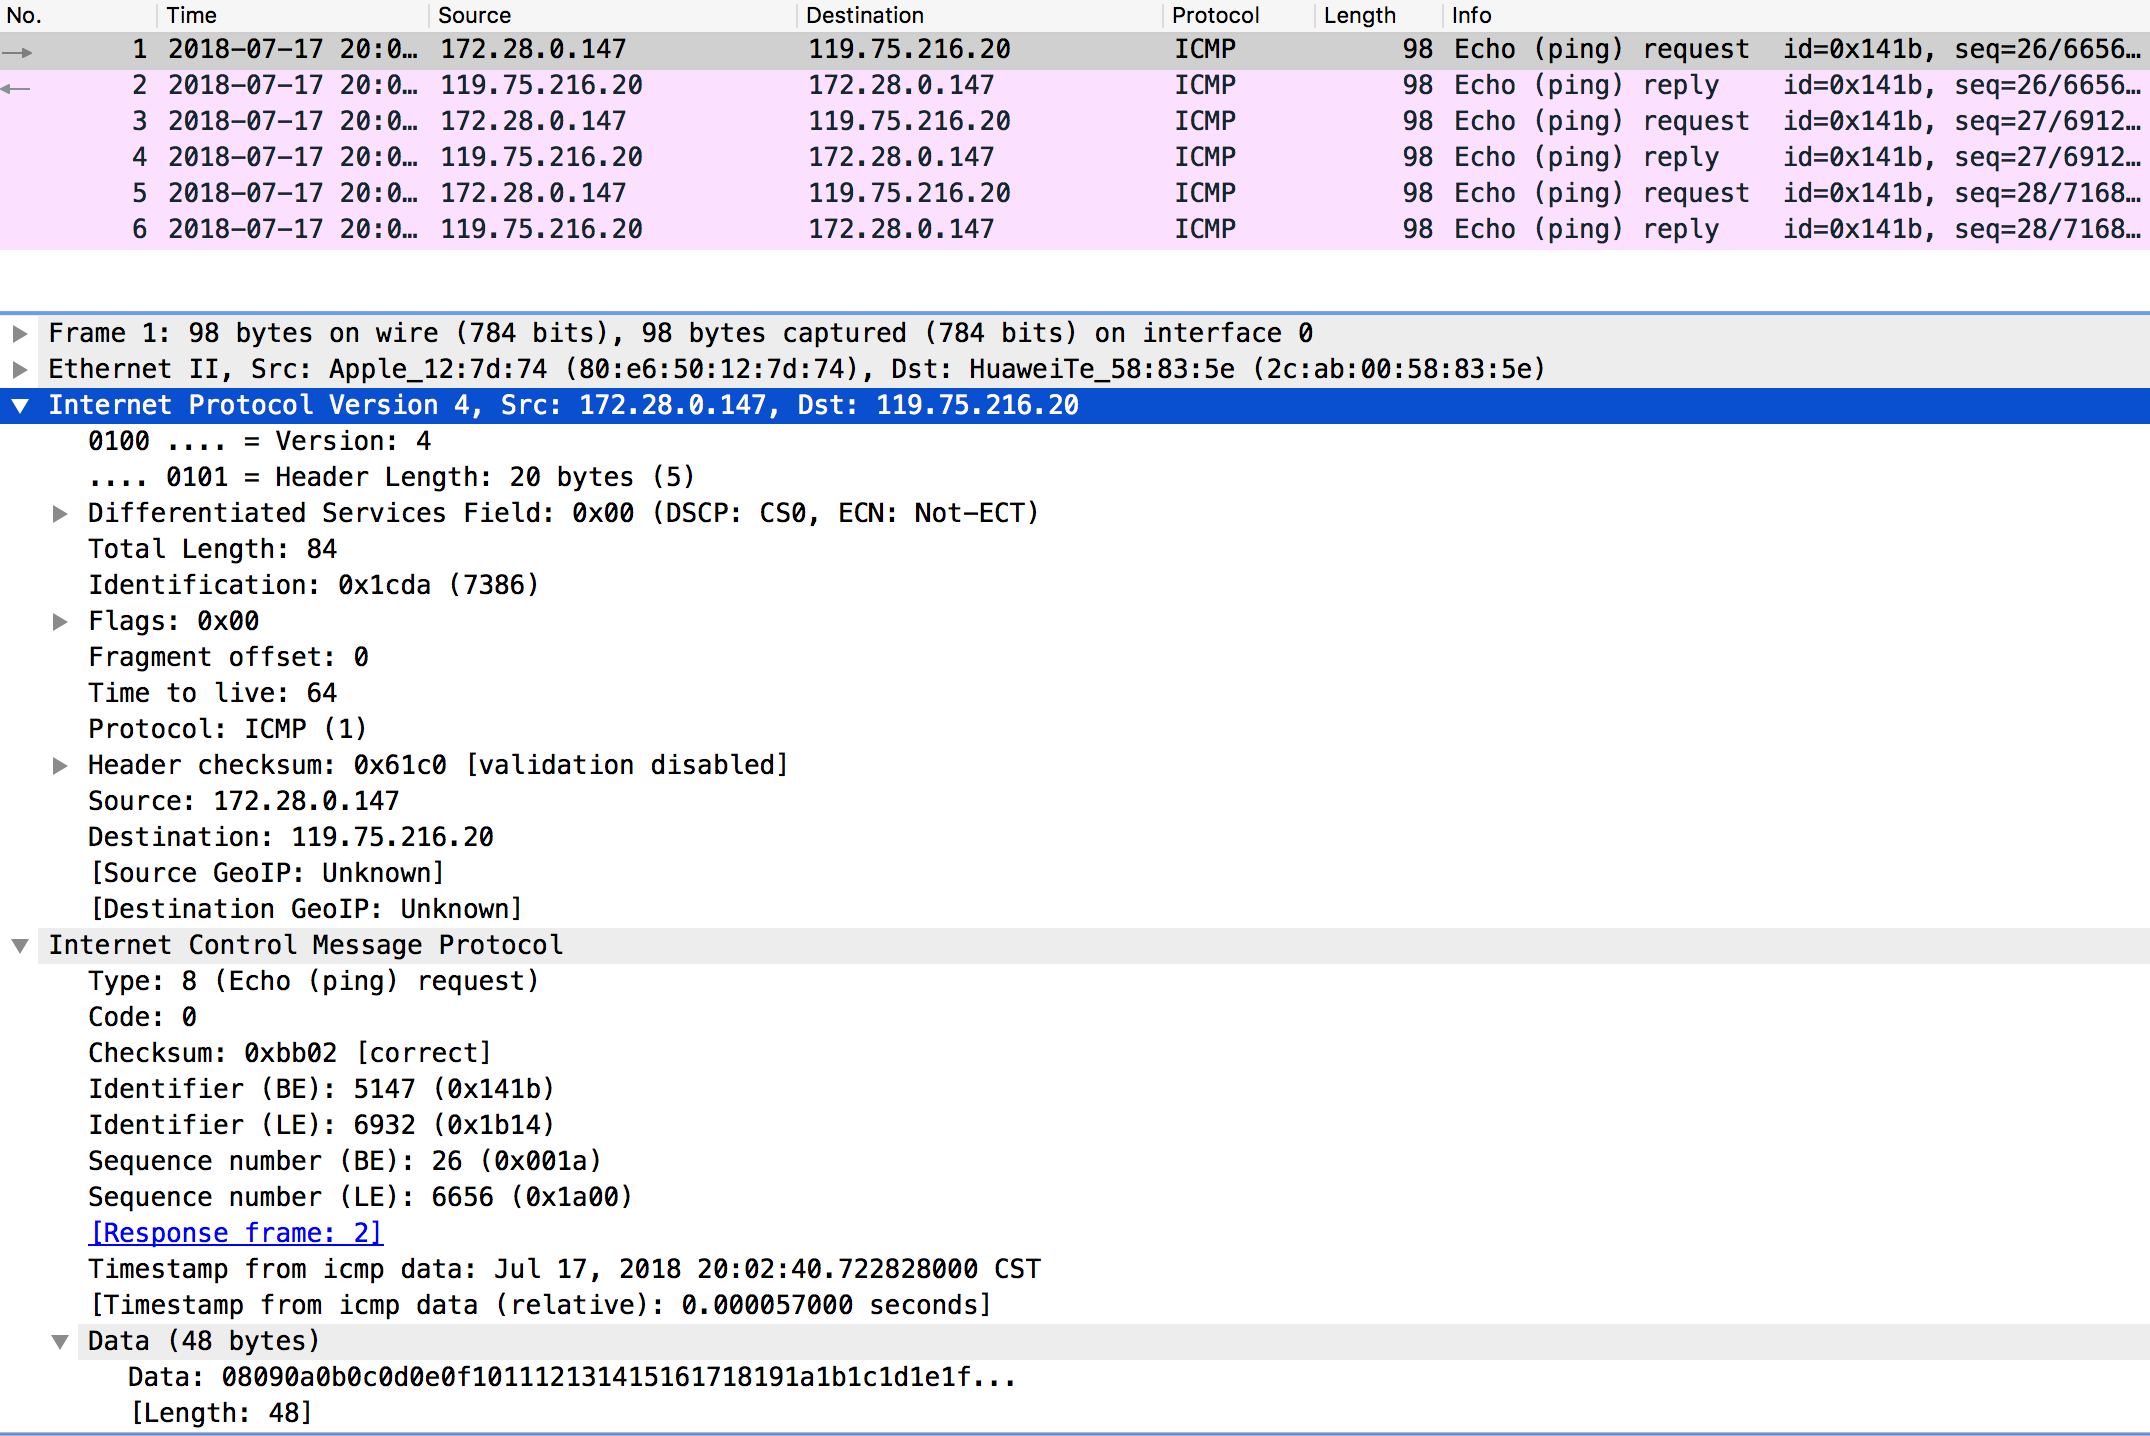 No. Time Source Destination Protocol Length Info
1 2018-07-17 20:0… 172.28.0.147 119.75.216.20 ICMP 98 Echo (ping) request id=0x141b, seq=26/6656…
2 2018-07-17 20:0… 119.75.216.20 172.28.0.147 ICMP 98 Echo (ping) reply id=0x141b, seq=26/6656…
3 2018-07-17 20:0… 172.28.0.147 119.75.216.20 ICMP 98 Echo (ping) request id=0x141b, seq=27/6912…
4 2018-07-17 20:0… 119.75.216.20 172.28.0.147 ICMP 98 Echo (ping) reply id=0x141b, seq=27/6912…
5 2018-07-17 20:0… 172.28.0.147 119.75.216.20 ICMP 98 Echo (ping) request id=0x141b, seq=28/7168…
6 2018-07-17 20:0… 119.75.216.20 172.28.0.147 ICMP 98 Echo (ping) reply id=0x141b, seq=28/7168…
Frame 1: 98 bytes on wire (784 bits), 98 bytes captured (784 bits) on interface 0
Ethernet II, Src: Apple_12:7d:74 (80:e6:50:12:7d:74), Dst: HuaweiTe_58:83:5e (2c:ab:00:58:83:5e)
Internet Protocol Version 4, Src: 172.28.0.147, Dst: 119.75.216.20
0100 .... = Version: 4
.... 0101 = Header Length: 20 bytes (5)
Differentiated Services Field: 0x00 (DSCP: CS0, ECN: Not-ECT)
Total Length: 84
Identification: 0x1cda (7386)
Flags: 0x00
Fragment offset: 0
Time to live: 64
Protocol: ICMP (1)
Header checksum: 0x61c0 [validation disabled]
Source: 172.28.0.147
Destination: 119.75.216.20
[Source GeoIP: Unknown]
[Destination GeoIP: Unknown]
Internet Control Message Protocol
Type: 8 (Echo (ping) request)
Code: 0
Checksum: 0xbb02 [correct]
Identifier (BE): 5147 (0x141b)
Identifier (LE): 6932 (0x1b14)
Sequence number (BE): 26 (0x001a)
Sequence number (LE): 6656 (0x1a00)
[Response frame: 2]
Timestamp from icmp data: Jul 17, 2018 20:02:40.722828000 CST
[Timestamp from icmp data (relative): 0.000057000 seconds]
Data (48 bytes)
Data: 08090a0b0c0d0e0f101112131415161718191a1b1c1d1e1f...
[Length: 48]